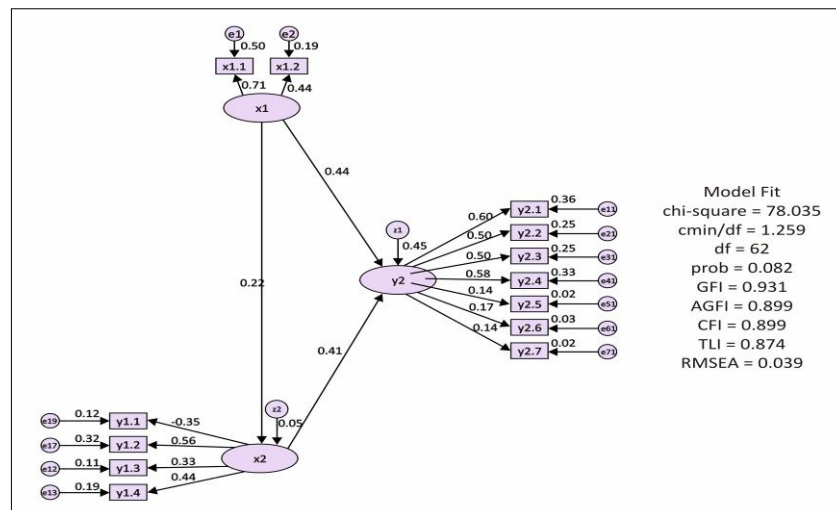 e1
e2
0.50
0.19
x1.1
x1.2
0.71
0.44
x1
0.44
0.22
z1
0.45
y2
0.41
0.60
0.50
0.50
0.58
0.14
0.17
0.14
y2.1
0.36
e11
y2.2
0.25
e21
y2.3
0.25
e31
y2.4
0.33
e41
y2.5
0.02
e51
y2.6
0.03
e61
y2.7
0.02
e71
Model Fit
chi-square = 78.035
cmin/df = 1.259
df = 62
prob = 0.082
GFI = 0.931
AGFI = 0.899
CFI = 0.899
TLI = 0.874
RMSEA = 0.039
z2
0.05
x2
e19
0.12
y1.1
-0.35
e17
0.32
y1.2
0.56
e12
0.11
y1.3
0.33
e13
0.19
y1.4
0.44